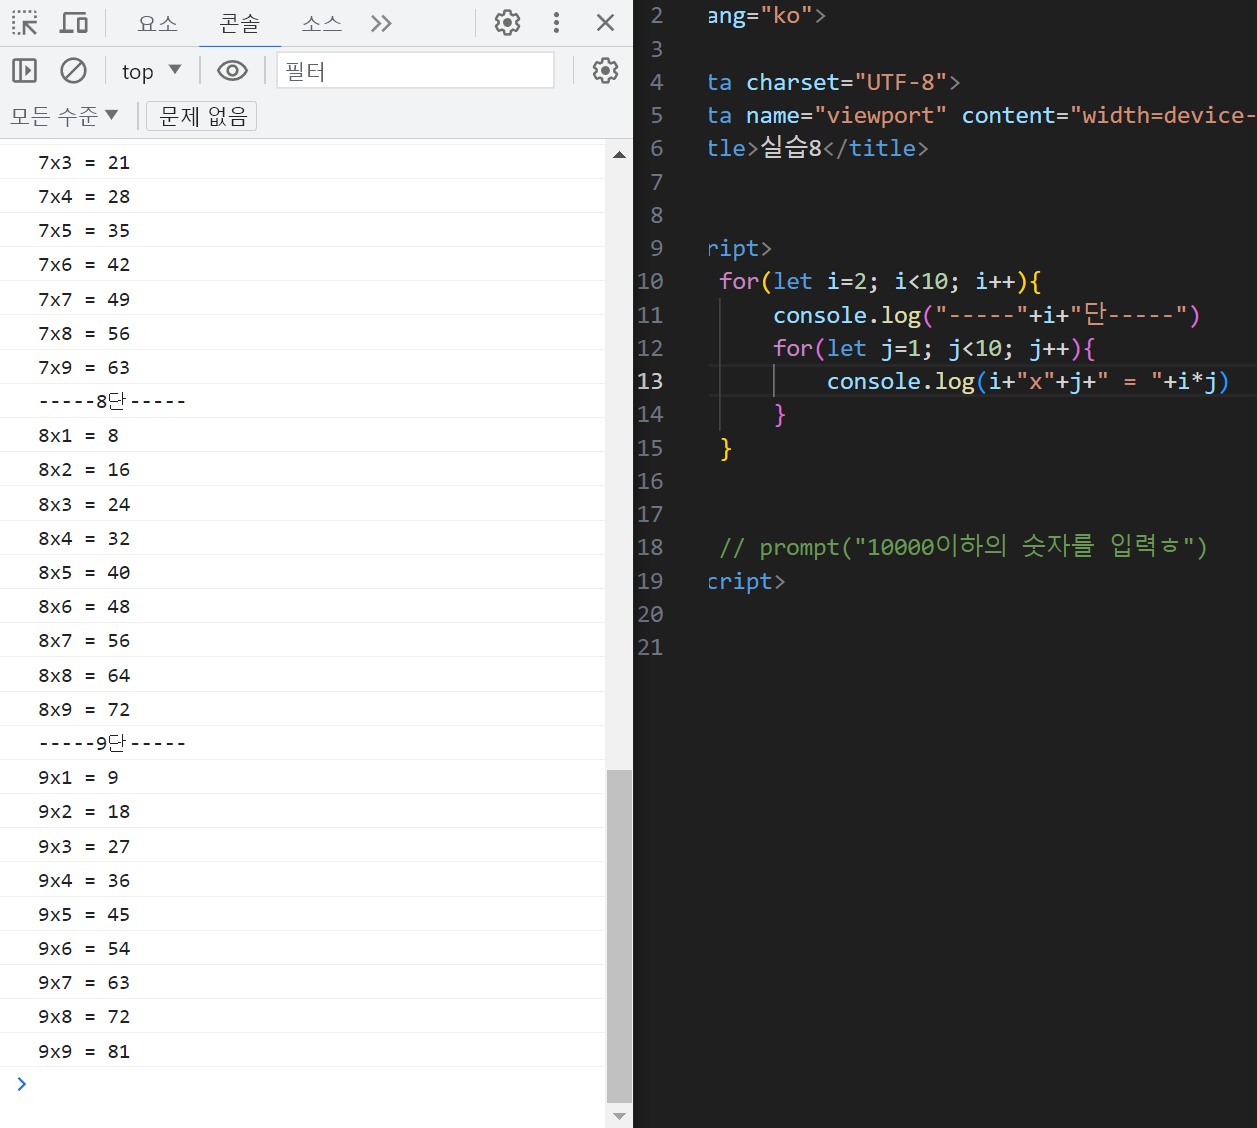 요소 콘솔 소스
top 필터
모든 수준 문제 없음
7x3 = 21
7x4 = 28
7x5 = 35
7x6 = 42
7x7 = 49
7x8 = 56
7x9 = 63
-----8단-----
8x1 = 8
8x2 = 16
8x3 = 24
8x4 = 32
8x5 = 40
8x6 = 48
8x7 = 56
8x8 = 64
8x9 = 72
-----9단-----
9x1 = 9
9x2 = 18
9x3 = 27
9x4 = 36
9x5 = 45
9x6 = 54
9x7 = 63
9x8 = 72
9x9 = 81
2 ang="ko">
3
4 ta charset="UTF-8">
5 ta name="viewport" content="width=device-
6 tle>실습8</title>
7
8
9 ript>
10 for(let i=2; i<10; i++){
11 console.log("-----"+i+"단-----")
12 for(let j=1; j<10; j++){
13 console.log(i+"x"+j+" = "+i*j)
14 }
15 }
16
17
18 // prompt("10000이하의 숫자를 입력ㅎ")
19 cript>
20
21